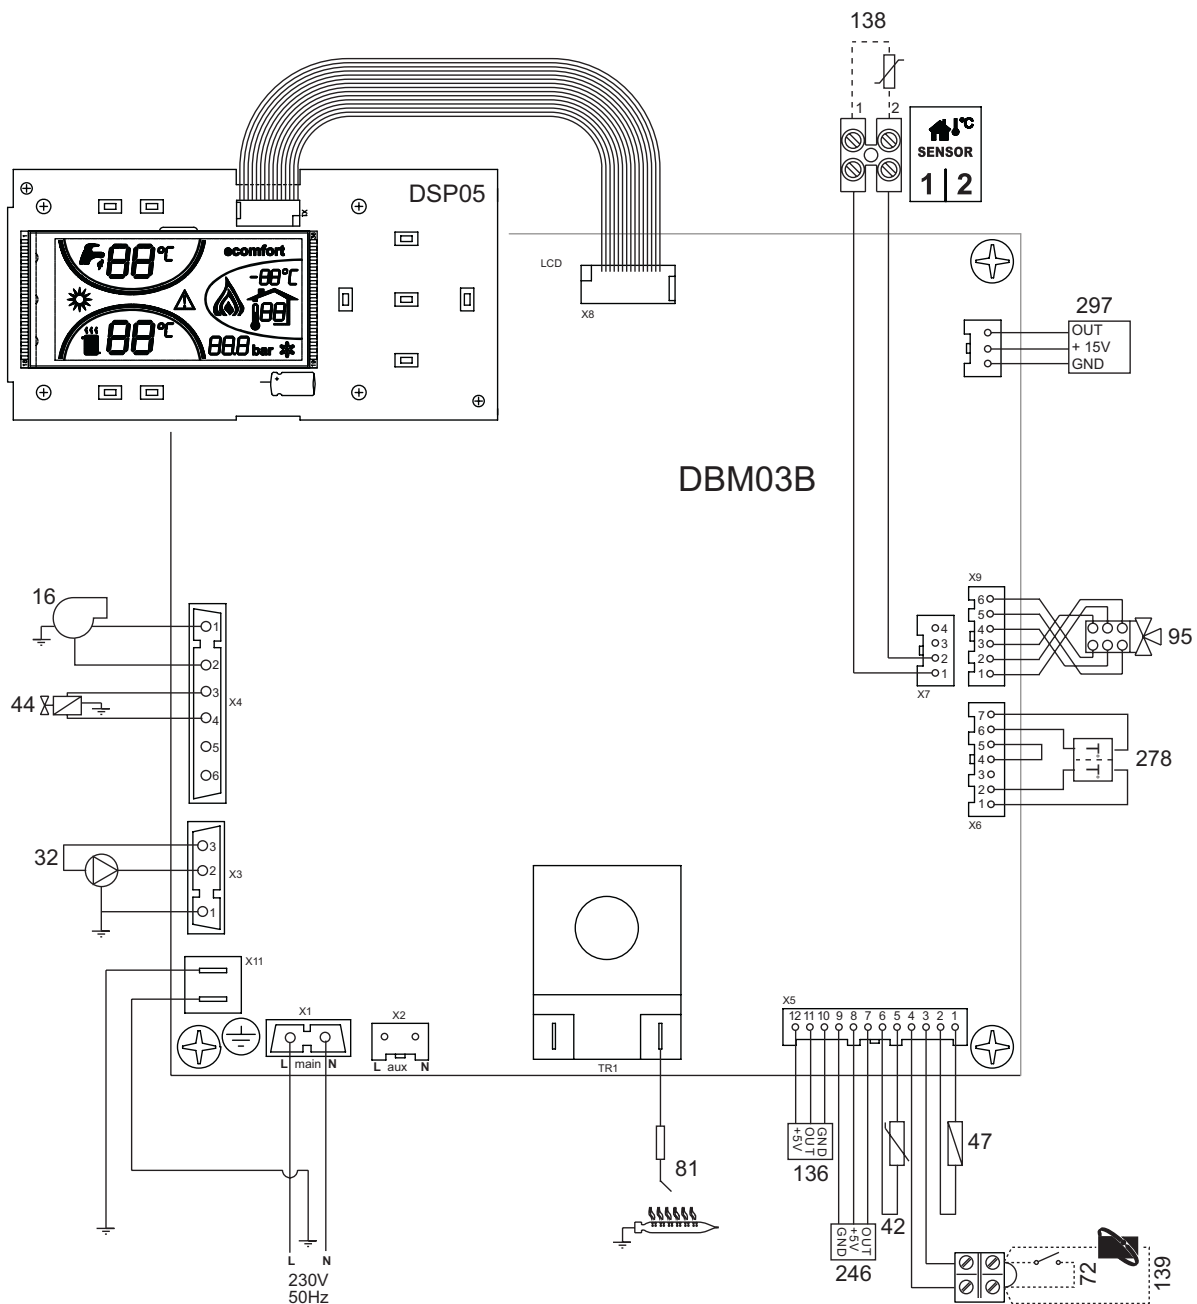 138
1 2
°C
SENSOR
1 | 2
DSP05
X1
88°C
ecomfort
-88°C
88
88°C
88.8 bar
LCD
X8
297
OUT
+ 15V
GND
DBM03B
16
1
2
3
4
5
6
X4
44
X9
6
5
4
3
2
1
95
4
3
2
1
X7
7
6
5
4
3
2
1
X6
278
32
3
2
1
X3
X11
X1
L main N
X2
L aux N
TR1
X5
12 11 10 9 8 7 6 5 4 3 2 1
+5V
OUT
GND
136
47
81
42
GND
+5V
OUT
246
72
139
L N
230V
50Hz